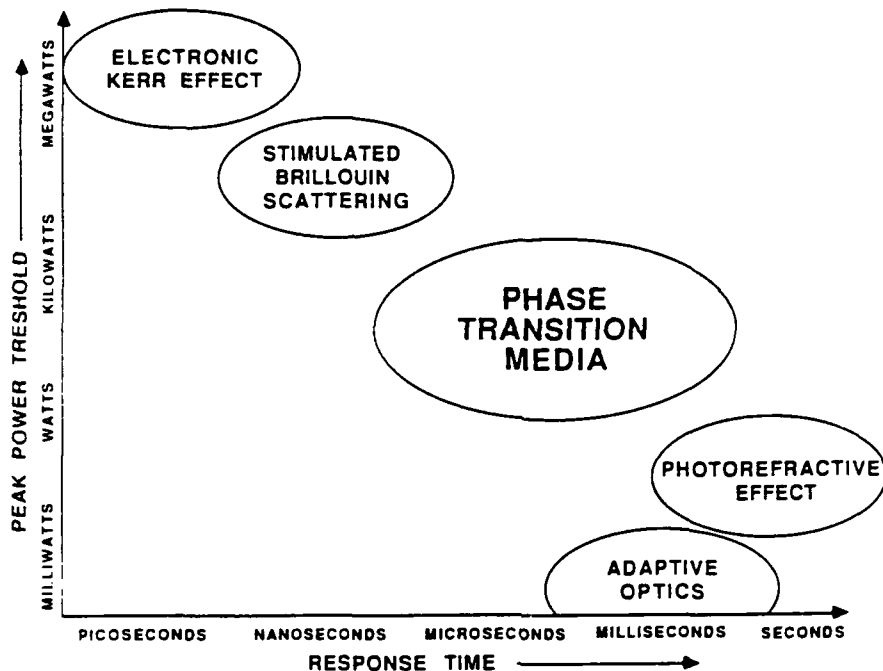 ELECTRONIC
KERR EFFECT
STIMULATED
BRILLOUIN
SCATTERING
PHASE
TRANSITION
MEDIA
PHOTOREFRACTIVE
EFFECT
ADAPTIVE
OPTICS
PEAK POWER TRESHOLD
MEGAWATTS
KILOWATTS
WATTS
MILLIWATTS
PICOSECONDS NANOSECONDS MICROSECONDS MILLISECONDS SECONDS
RESPONSE TIME